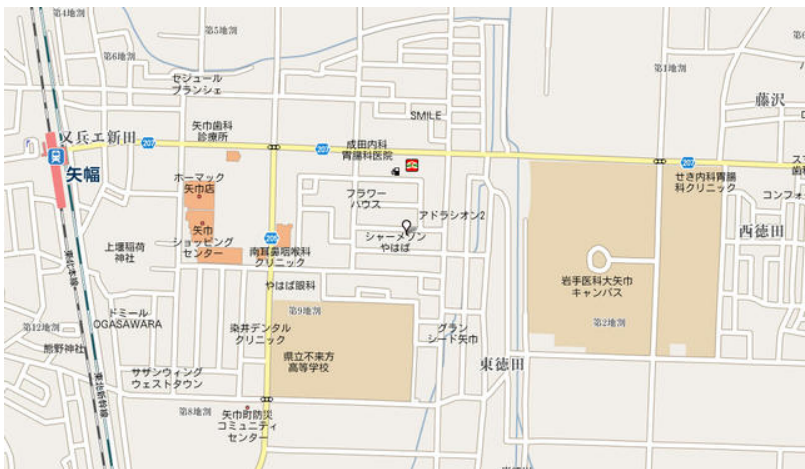 第4地割
第5地割
第6地割
第1地割
セジュール
ブランシェ
藤沢
SMILE
矢巾歯科
診療所
又兵エ新田
207
207
成田内科
胃腸科医院
207
矢幅
ホーマック
矢巾店
せき内科胃腸
科クリニック
フラワー
ハウス
アドラシオン2
コンフォ
西徳田
矢巾
ショッピング
センター
209
シャーメゾン
やはば
上堰稲荷
神社
南耳鼻咽喉科
クリニック
東北本線
岩手医科大矢巾
キャンパス
やはば眼科
ドミール
OGASAWARA
第9地割
第12地割
染井デンタル
クリニック
グラン
シード矢巾
第2地割
熊野神社
県立不来方
高等学校
東徳田
サザンウィング
ウェストタウン
東北新幹線
第8地割
矢巾町防災
コミュニティ
センター